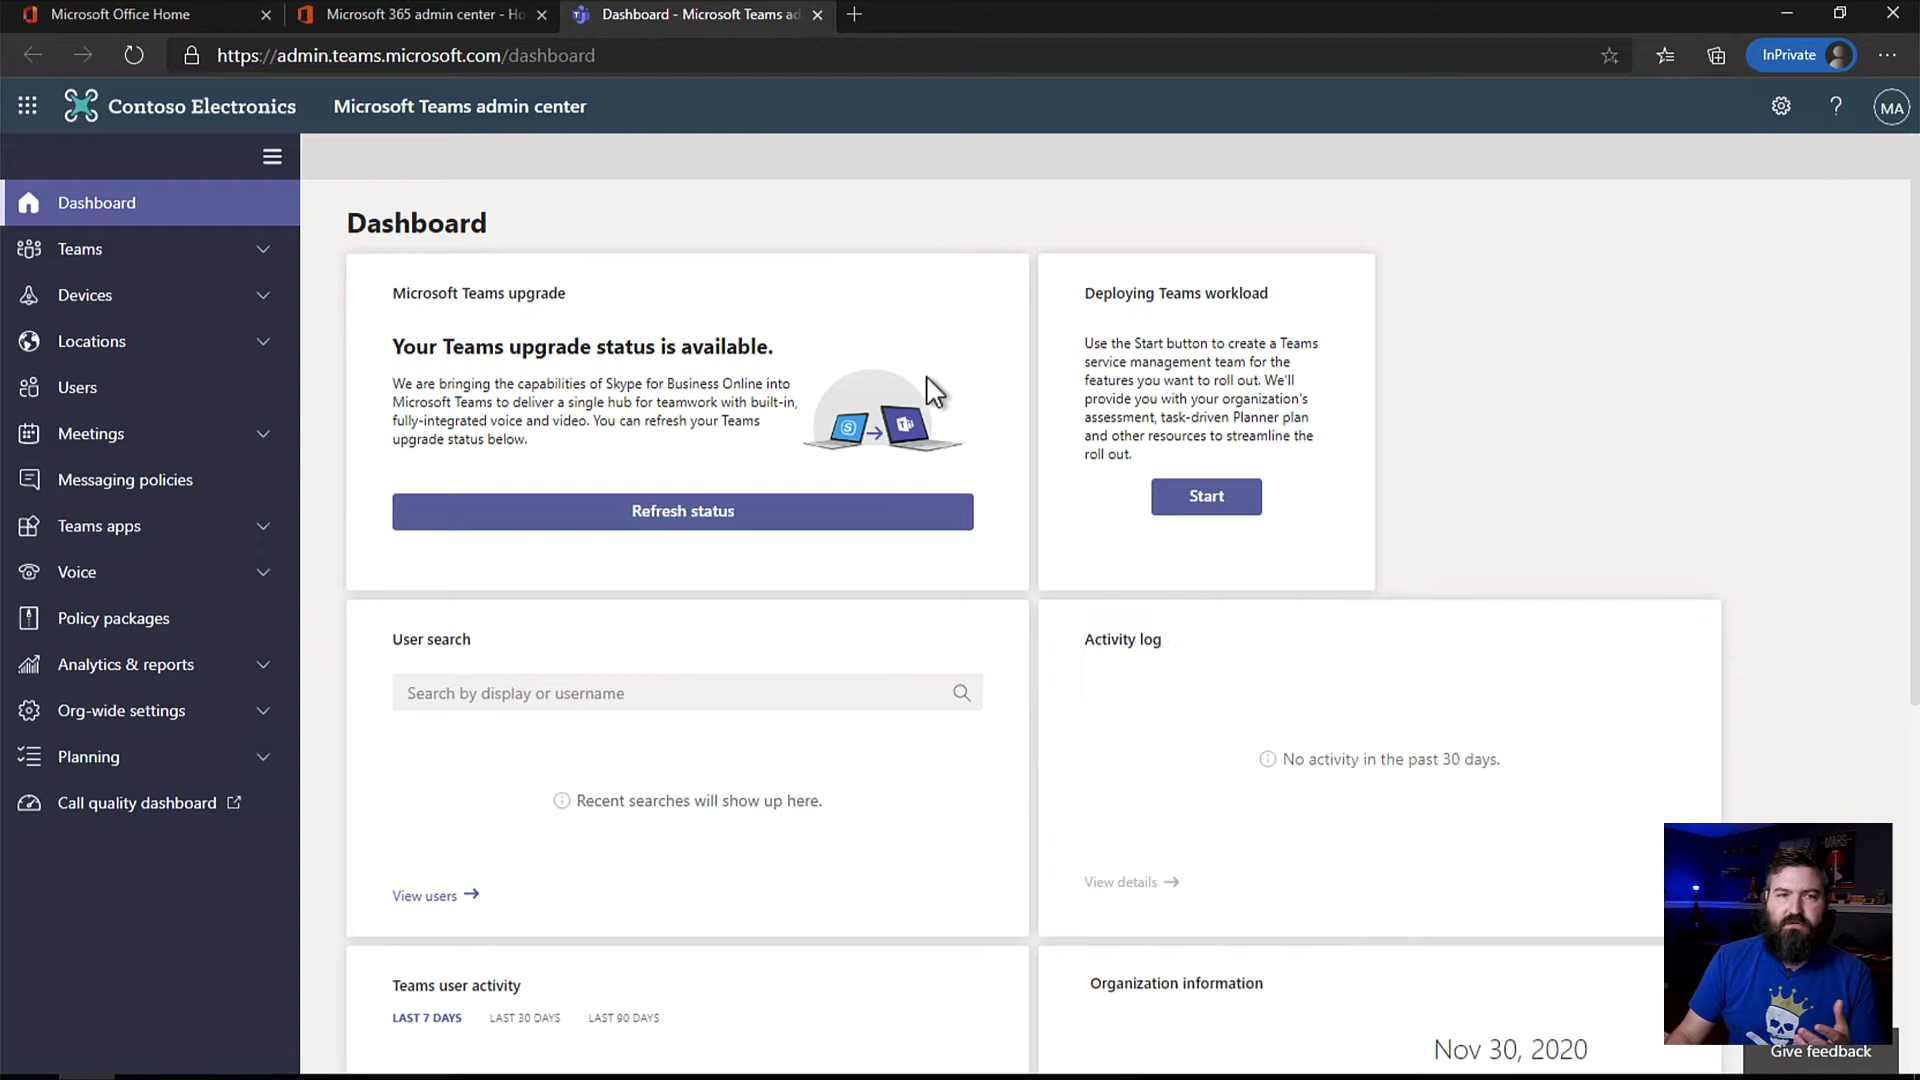 Microsoft Office Home
Microsoft 365 admin center - Ho
Dashboard - Microsoft Teams ad
https://admin.teams.microsoft.com/dashboard
InPrivate
Contoso Electronics
Microsoft Teams admin center
MA
Dashboard
Teams
Devices
Locations
Users
Meetings
Messaging policies
Teams apps
Voice
Policy packages
Analytics & reports
Org-wide settings
Planning
Call quality dashboard
Dashboard
Microsoft Teams upgrade
Your Teams upgrade status is available.
We are bringing the capabilities of Skype for Business Online into
Microsoft Teams to deliver a single hub for teamwork with built-in,
fully-integrated voice and video. You can refresh your Teams
upgrade status below.
Refresh status
Deploying Teams workload
Use the Start button to create a Teams
service management team for the
features you want to roll out. We'll
provide you with your organization's
assessment, task-driven Planner plan
and other resources to streamline the
roll out.
Start
User search
Search by display or username
Recent searches will show up here.
View users
Activity log
No activity in the past 30 days.
View details
Teams user activity
LAST 7 DAYS
LAST 30 DAYS
LAST 90 DAYS
Organization information
Nov 30, 2020
MARS
Give feedback